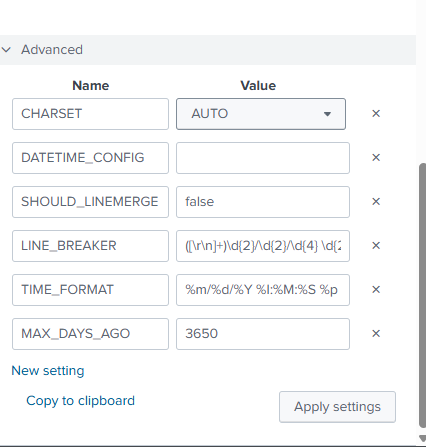 Advanced
Name Value
CHARSET AUTO
DATETIME_CONFIG
SHOULD_LINEMERGE false
LINE_BREAKER ([\r\n]+)\d{2}/\d{2}/\d{4} \d{2
TIME_FORMAT %m/%d/%Y %I:%M:%S %p
MAX_DAYS_AGO 3650
New setting
Copy to clipboard Apply settings